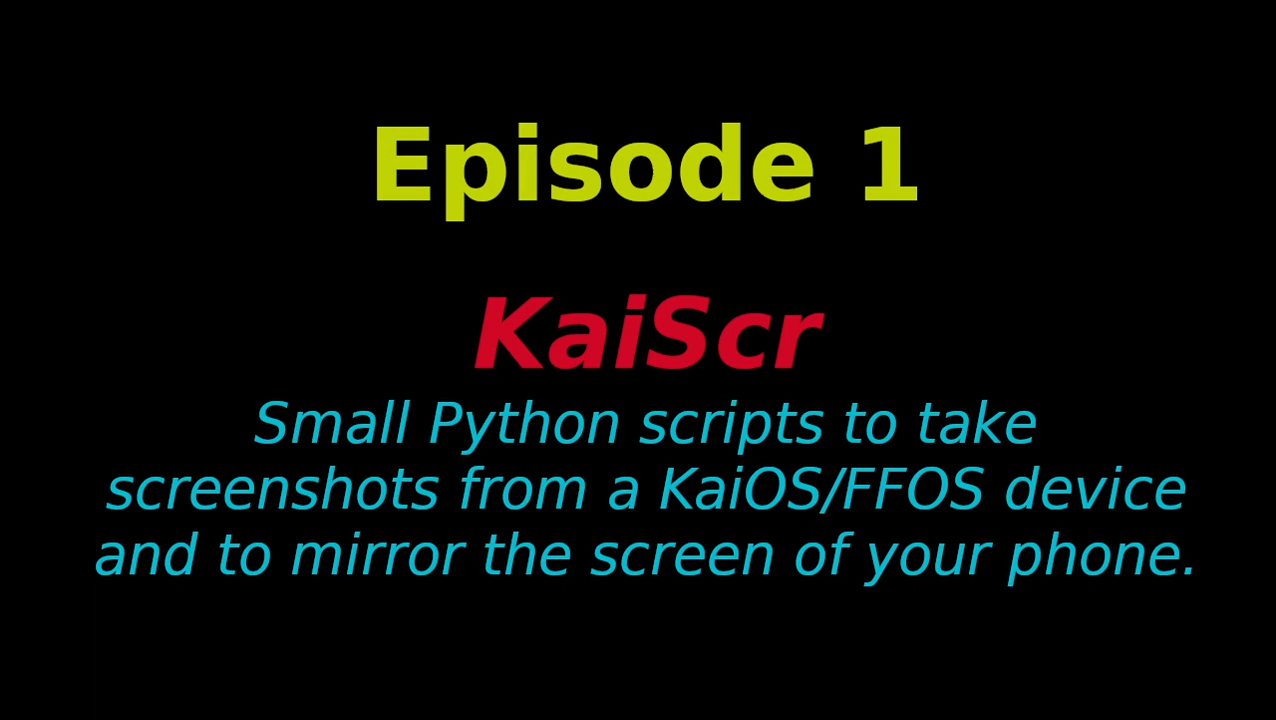 Episode 1
KaiScr
Small Python scripts to take
screenshots from a KaiOS/FFOS device
and to mirror the screen of your phone.